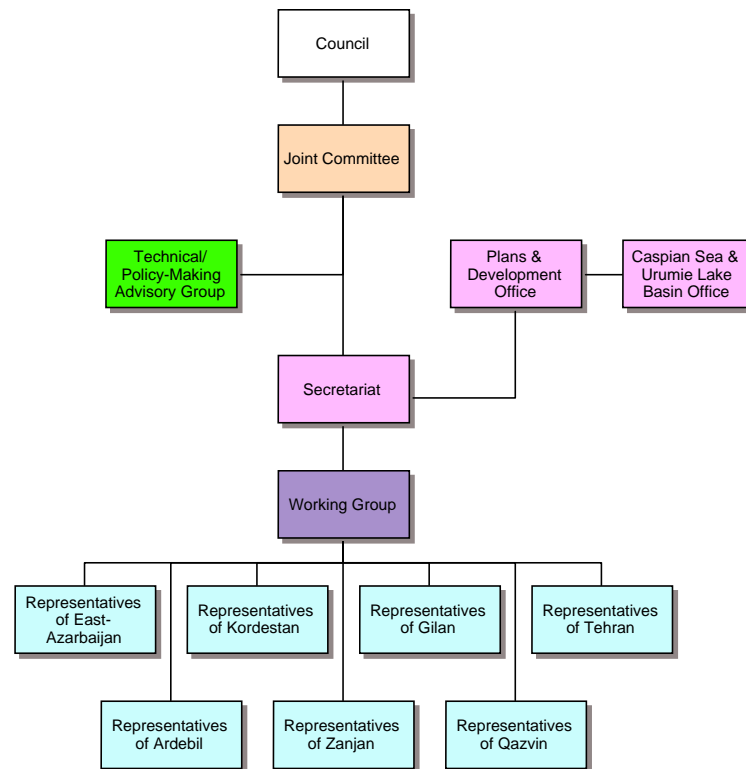 Council
Joint Committee
Technical/
Policy-Making
Advisory Group
Plans &
Development
Office
Caspian Sea &
Urumie Lake
Basin Office
Secretariat
Working Group
Representatives
of East-
Azarbaijan
Representatives
of Kordestan
Representatives
of Gilan
Representatives
of Tehran
Representatives
of Ardebil
Representatives
of Zanjan
Representatives
of Qazvin